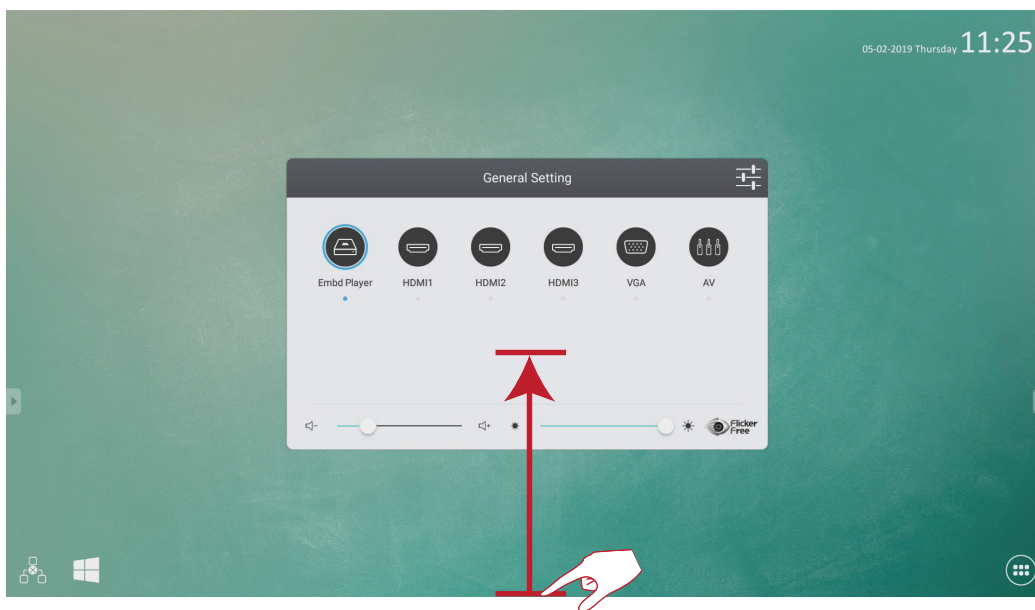 05-02-2019 Thursday 11:25
General Setting
Embd Player HDMI1 HDMI2 HDMI3 VGA AV
Flicker
Free